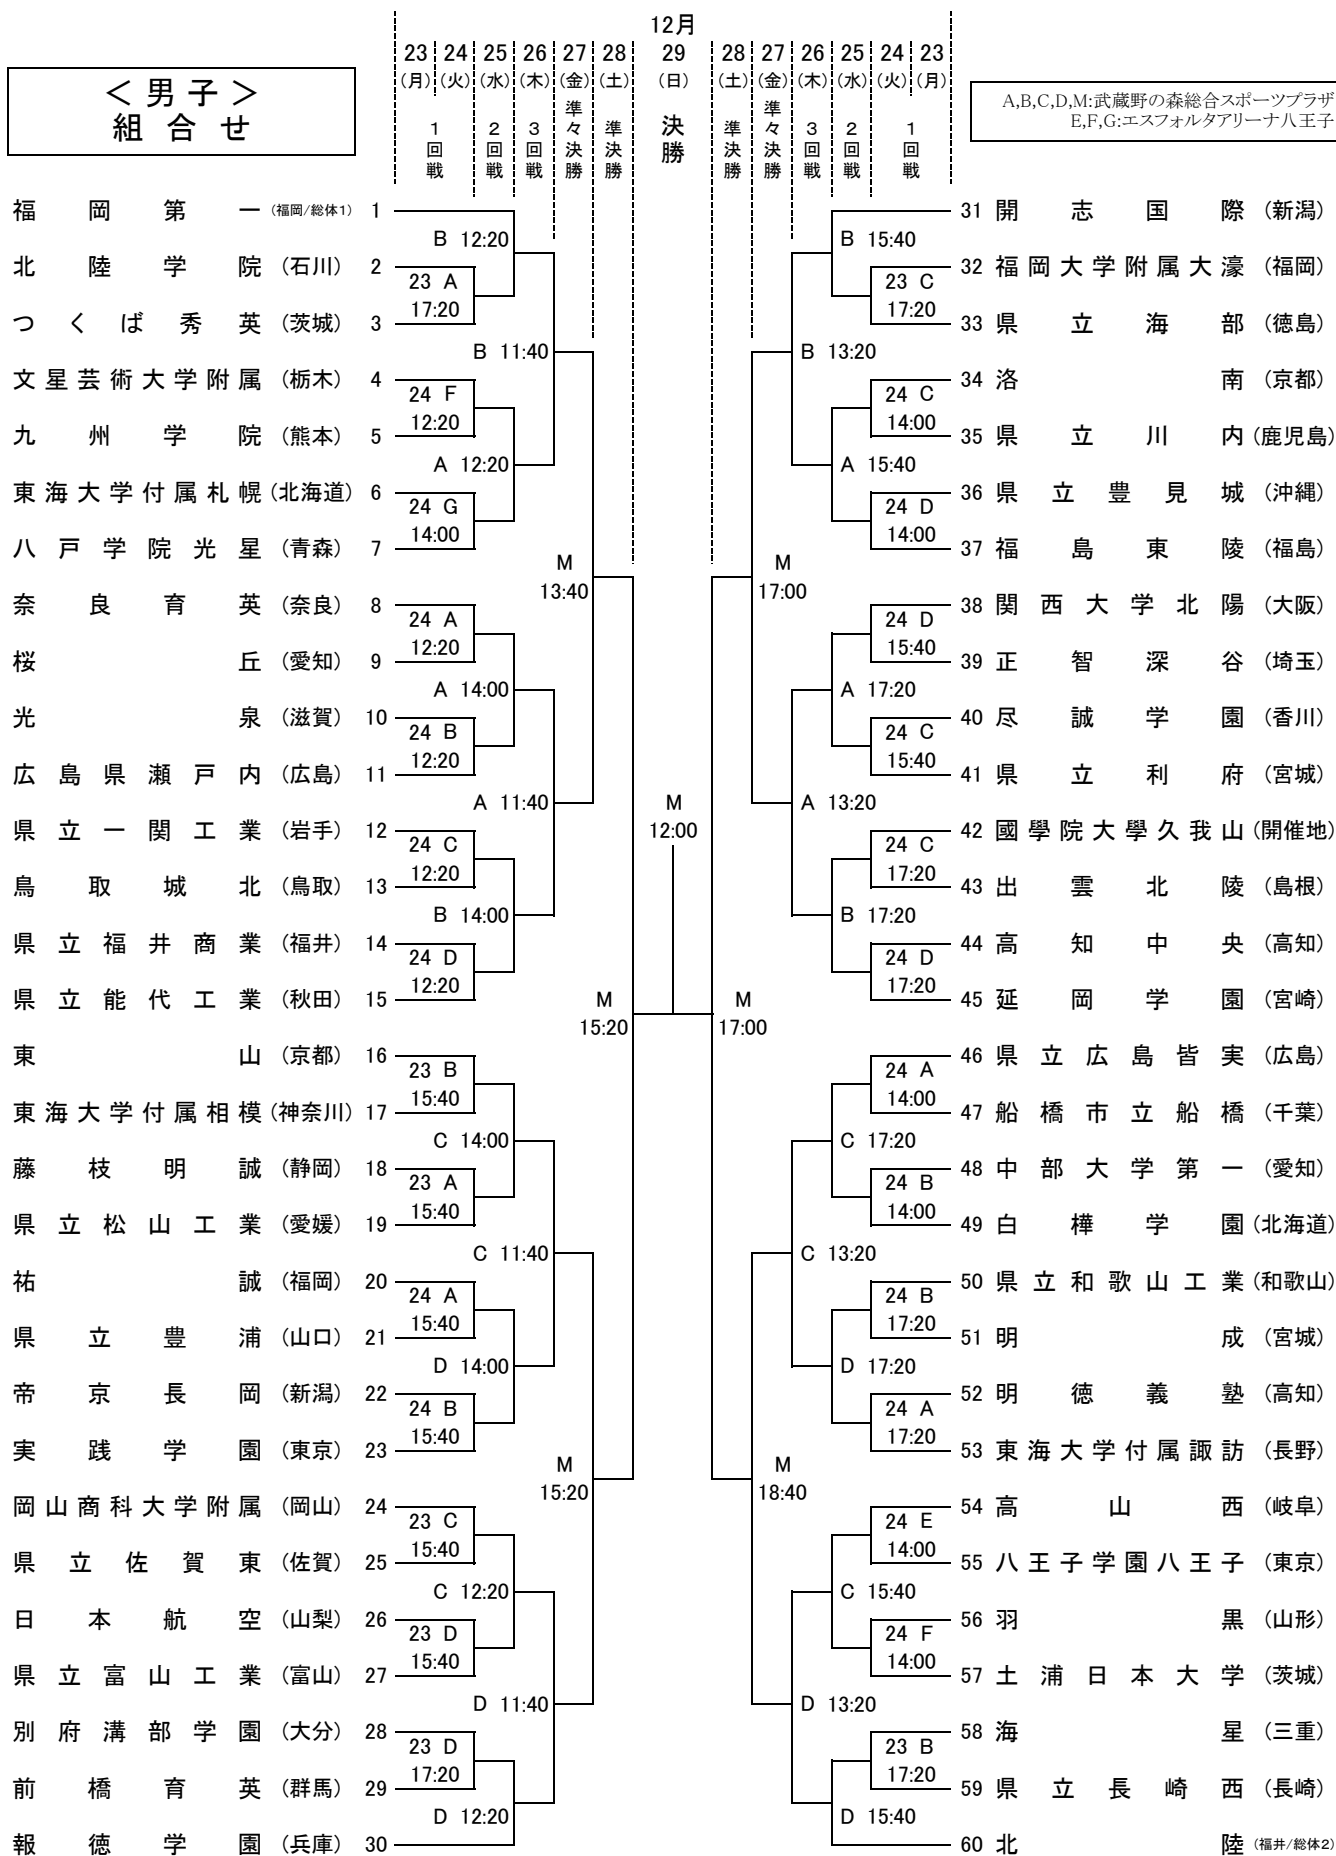 12月
23 24 25 26 27 28 29 28 27 26 25 24 23
(月) (火) (水) (木) (金) (土) (日) (土) (金) (木) (水) (火) (月)
<男子>
組合せ
1回戦 2回戦 3回戦 準々決勝 準決勝 決勝 準決勝 準々決勝 3回戦 2回戦 1回戦
A,B,C,D,M:武蔵野の森総合スポーツプラザ
E,F,G:エスフォルタアリーナ八王子
福岡第一 (福岡/総体1) 1
B 12:20
北陸学院 (石川) 2
23 A
17:20
つくば秀英 (茨城) 3
B 11:40
文星芸術大学附属 (栃木) 4
24 F
12:20
九州学院 (熊本) 5
A 12:20
東海大学付属札幌 (北海道) 6
24 G
14:00
八戸学院光星 (青森) 7
M
13:40
奈良育英 (奈良) 8
24 A
12:20
桜丘 (愛知) 9
A 14:00
光泉 (滋賀) 10
24 B
12:20
広島県瀬戸内 (広島) 11
A 11:40
県立一関工業 (岩手) 12
24 C
12:20
鳥取城北 (鳥取) 13
B 14:00
県立福井商業 (福井) 14
24 D
12:20
県立能代工業 (秋田) 15
M
15:20
東山 (京都) 16
23 B
15:40
東海大学付属相模 (神奈川) 17
C 14:00
藤枝明誠 (静岡) 18
23 A
15:40
県立松山工業 (愛媛) 19
C 11:40
祐誠 (福岡) 20
24 A
15:40
県立豊浦 (山口) 21
D 14:00
帝京長岡 (新潟) 22
24 B
15:40
実践学園 (東京) 23
M
15:20
岡山商科大学附属 (岡山) 24
23 C
15:40
県立佐賀東 (佐賀) 25
C 12:20
日本航空 (山梨) 26
23 D
15:40
県立富山工業 (富山) 27
D 11:40
別府溝部学園 (大分) 28
23 D
17:20
前橋育英 (群馬) 29
D 12:20
報徳学園 (兵庫) 30
M
12:00
31 開志国際 (新潟)
B 15:40
32 福岡大学附属大濠 (福岡)
23 C
17:20
33 県立海部 (徳島)
B 13:20
34 洛南 (京都)
24 C
14:00
35 県立川内 (鹿児島)
A 15:40
36 県立豊見城 (沖縄)
24 D
14:00
37 福島東稜 (福島)
M
17:00
38 関西大学北陽 (大阪)
24 D
15:40
39 正智深谷 (埼玉)
A 17:20
40 尽誠学園 (香川)
24 C
15:40
41 県立利府 (宮城)
A 13:20
42 國學院大學久我山 (開催地)
24 C
17:20
43 出雲北陵 (島根)
B 17:20
44 高知中央 (高知)
24 D
17:20
45 延岡学園 (宮崎)
M
17:00
46 県立広島皆実 (広島)
24 A
14:00
47 船橋市立船橋 (千葉)
C 17:20
48 中部大学第一 (愛知)
24 B
14:00
49 白樺学園 (北海道)
C 13:20
50 県立和歌山工業 (和歌山)
24 B
17:20
51 明成 (宮城)
D 17:20
52 明徳義塾 (高知)
24 A
17:20
53 東海大学付属諏訪 (長野)
M
18:40
54 高山西 (岐阜)
24 E
14:00
55 八王子学園八王子 (東京)
C 15:40
56 羽黒 (山形)
24 F
14:00
57 土浦日本大学 (茨城)
D 13:20
58 海星 (三重)
23 B
17:20
59 県立長崎西 (長崎)
D 15:40
60 北陸 (福井/総体2)